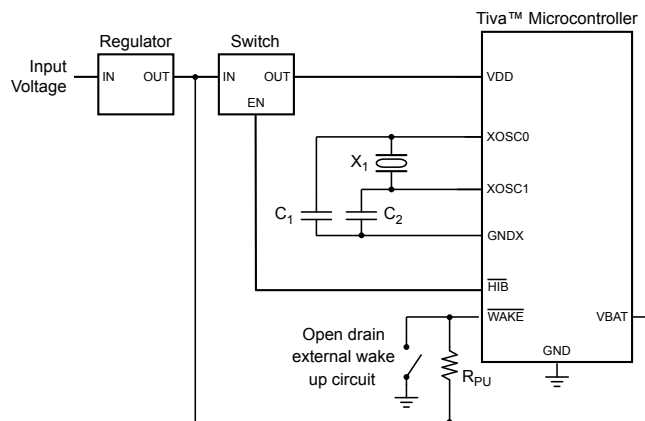 Tiva™ Microcontroller
Regulator
Switch
Input
Voltage
IN
OUT
IN
OUT
EN
VDD
XOSC0
X1
XOSC1
C1
C2
GNDX
HIB
WAKE
VBAT
Open drain
external wake
up circuit
RPU
GND